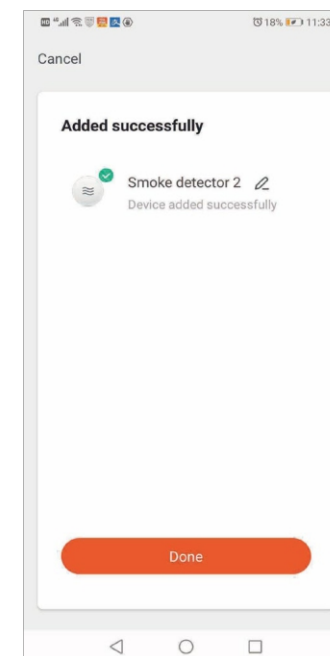 18% 11:33
Cancel
Added successfully
Smoke detector 2
Device added successfully
Done